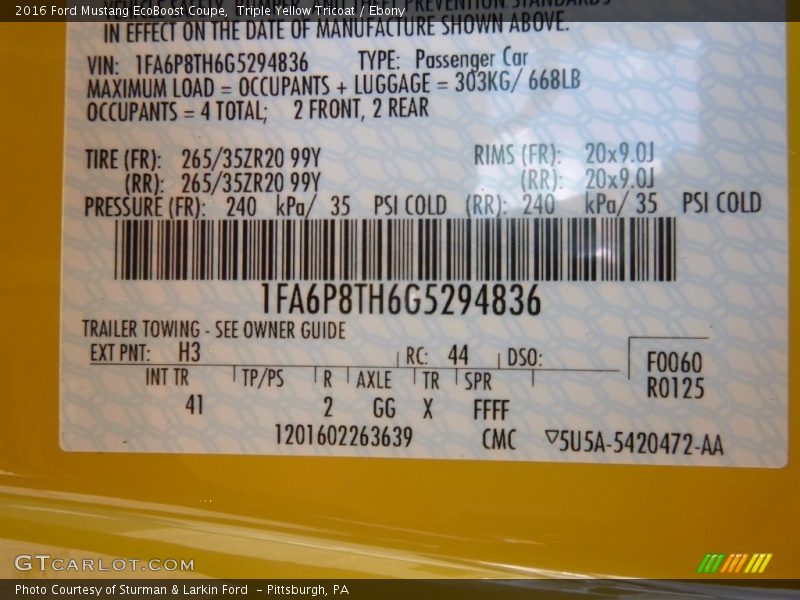 2016 Ford Mustang EcoBoost Coupe,  Triple Yellow Tricoat / Ebony
PREVENTION STANDARDS
IN EFFECT ON THE DATE OF MANUFACTURE SHOWN ABOVE.
VIN: 1FA6P8TH6G5294836 TYPE: Passenger Car
MAXIMUM LOAD = OCCUPANTS + LUGGAGE = 303KG/ 668LB
OCCUPANTS = 4 TOTAL; 2 FRONT, 2 REAR
TIRE (FR): 265/35ZR20 99Y RIMS (FR): 20x9.0J
(RR): 265/35ZR20 99Y (RR): 20x9.0J
PRESSURE (FR): 240 kPa/ 35 PSI COLD (RR): 240 kPa/ 35 PSI COLD
1FA6P8TH6G5294836
TRAILER TOWING - SEE OWNER GUIDE
EXT PNT: H3 RC: 44 DSO: F0060
R0125
INT TR TP/PS R AXLE TR SPR
41 2 GG X FFFF
1201602263639 CMC ▽5U5A-5420472-AA
GTCARLOT.COM
Photo Courtesy of Sturman & Larkin Ford  – Pittsburgh, PA